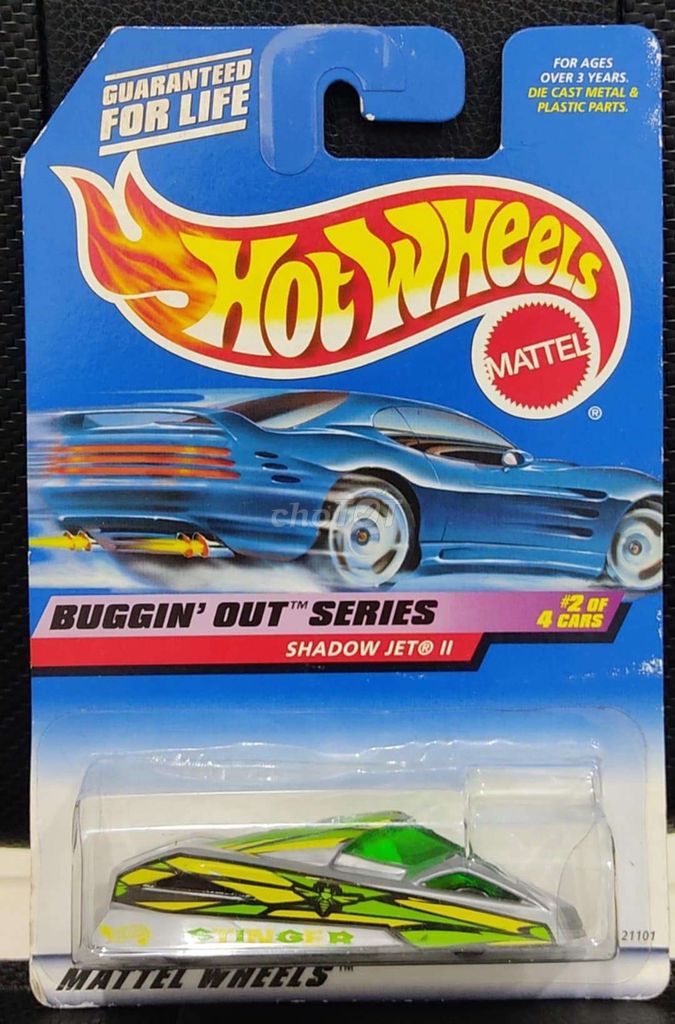 GUARANTEED
FOR LIFE
FOR AGES
OVER 3 YEARS.
DIE CAST METAL &
PLASTIC PARTS.
HOT WHEELS
MATTEL
®
BUGGIN' OUT™ SERIES
#2 OF
4 CARS
SHADOW JET® II
STINGER
21101
MATTEL WHEELS™